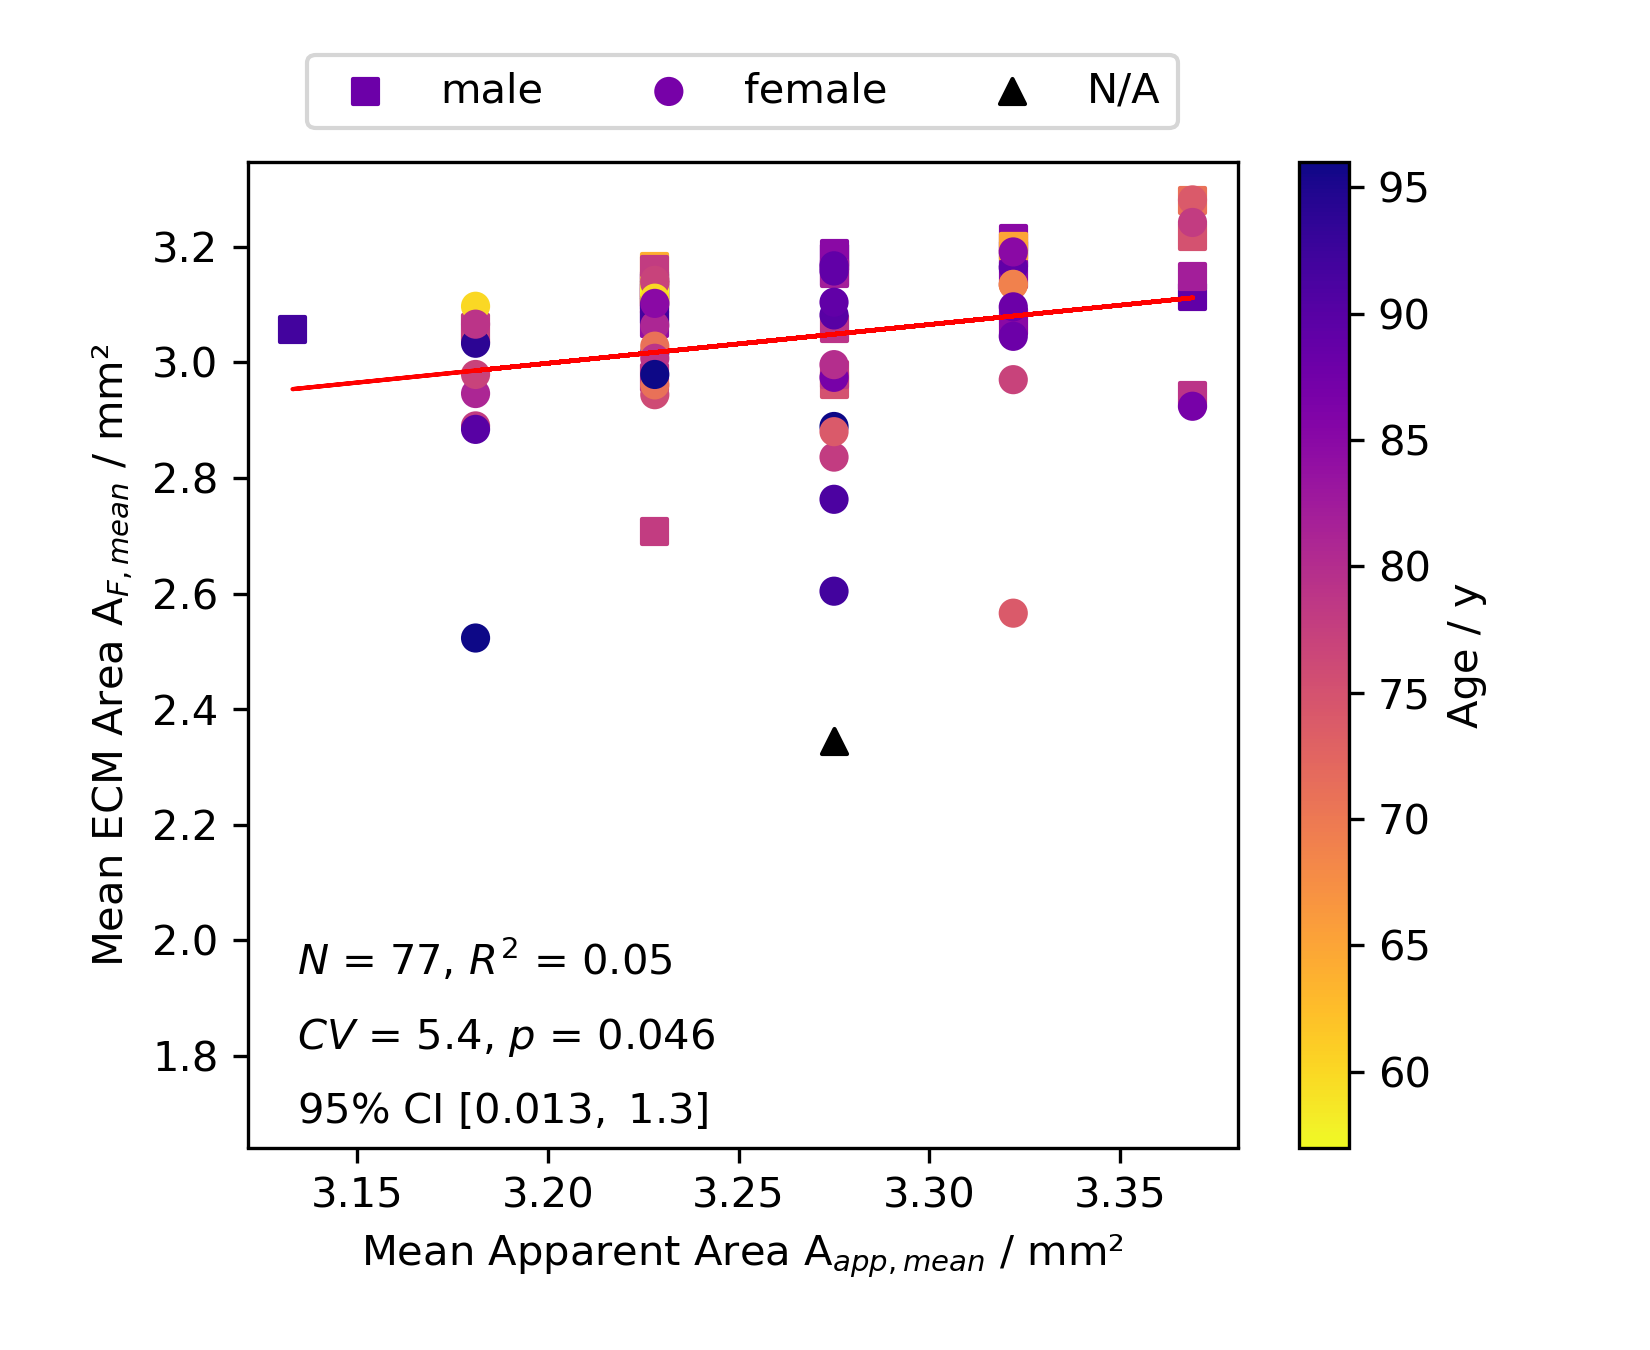 male female N/A
Mean ECM Area A_{F,mean} / mm²
3.2
3.0
2.8
2.6
2.4
2.2
2.0
1.8
N = 77, R² = 0.05
CV = 5.4, p = 0.046
95% CI [0.013, 1.3]
3.15 3.20 3.25 3.30 3.35
Mean Apparent Area A_{app,mean} / mm²
95
90
85
80
75
70
65
60
Age / y